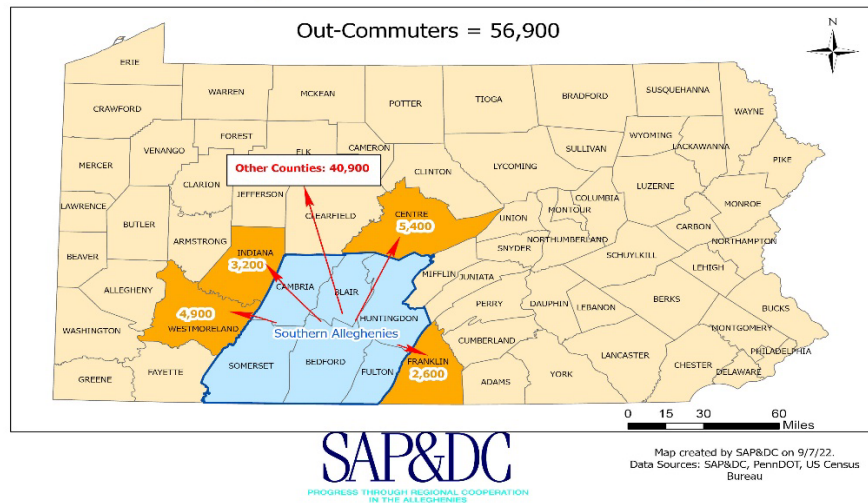 Out-Commuters = 56,900
N
ERIE
WARREN
MCKEAN
POTTER
TIOGA
BRADFORD
SUSQUEHANNA
WAYNE
CRAWFORD
FOREST
WYOMING
LACKAWANNA
VENANGO
ELK
CAMERON
SULLIVAN
PIKE
MERCER
CLINTON
LYCOMING
LUZERNE
Other Counties: 40,900
CLARION
JEFFERSON
COLUMBIA
MONROE
LAWRENCE
CLEARFIELD
CENTRE
5,400
UNION
MONTOUR
BUTLER
ARMSTRONG
CARBON
INDIANA
3,200
SNYDER
NORTHUMBERLAND
NORTHAMPTON
BEAVER
SCHUYLKILL
MIFFLIN
JUNIATA
LEHIGH
ALLEGHENY
CAMBRIA
BLAIR
PERRY
DAUPHIN
LEBANON
BERKS
BUCKS
4,900
WESTMORELAND
HUNTINGDON
WASHINGTON
Southern Alleghenies
CUMBERLAND
MONTGOMERY
PHILADELPHIA
SOMERSET
BEDFORD
FRANKLIN
2,600
LANCASTER
CHESTER
DELAWARE
GREENE
FAYETTE
FULTON
ADAMS
YORK
0 15 30 60
Miles
SAP&DC
PROGRESS THROUGH REGIONAL COOPERATION
IN THE ALLEGHENIES
Map created by SAP&DC on 9/7/22.
Data Sources: SAP&DC, PennDOT, US Census
Bureau